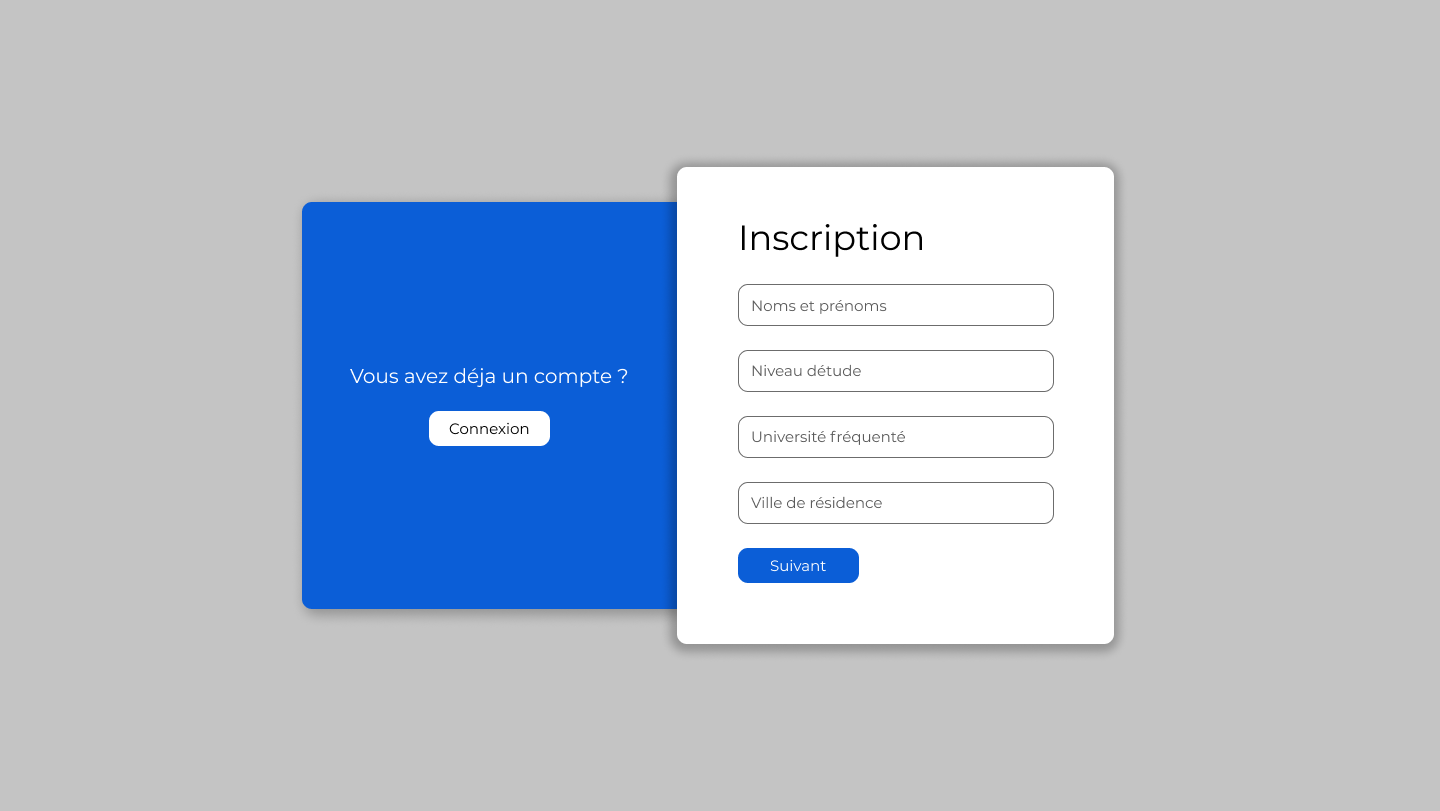 Vous avez déja un compte ?
Connexion
Inscription
Noms et prénoms
Niveau détude
Université fréquenté
Ville de résidence
Suivant